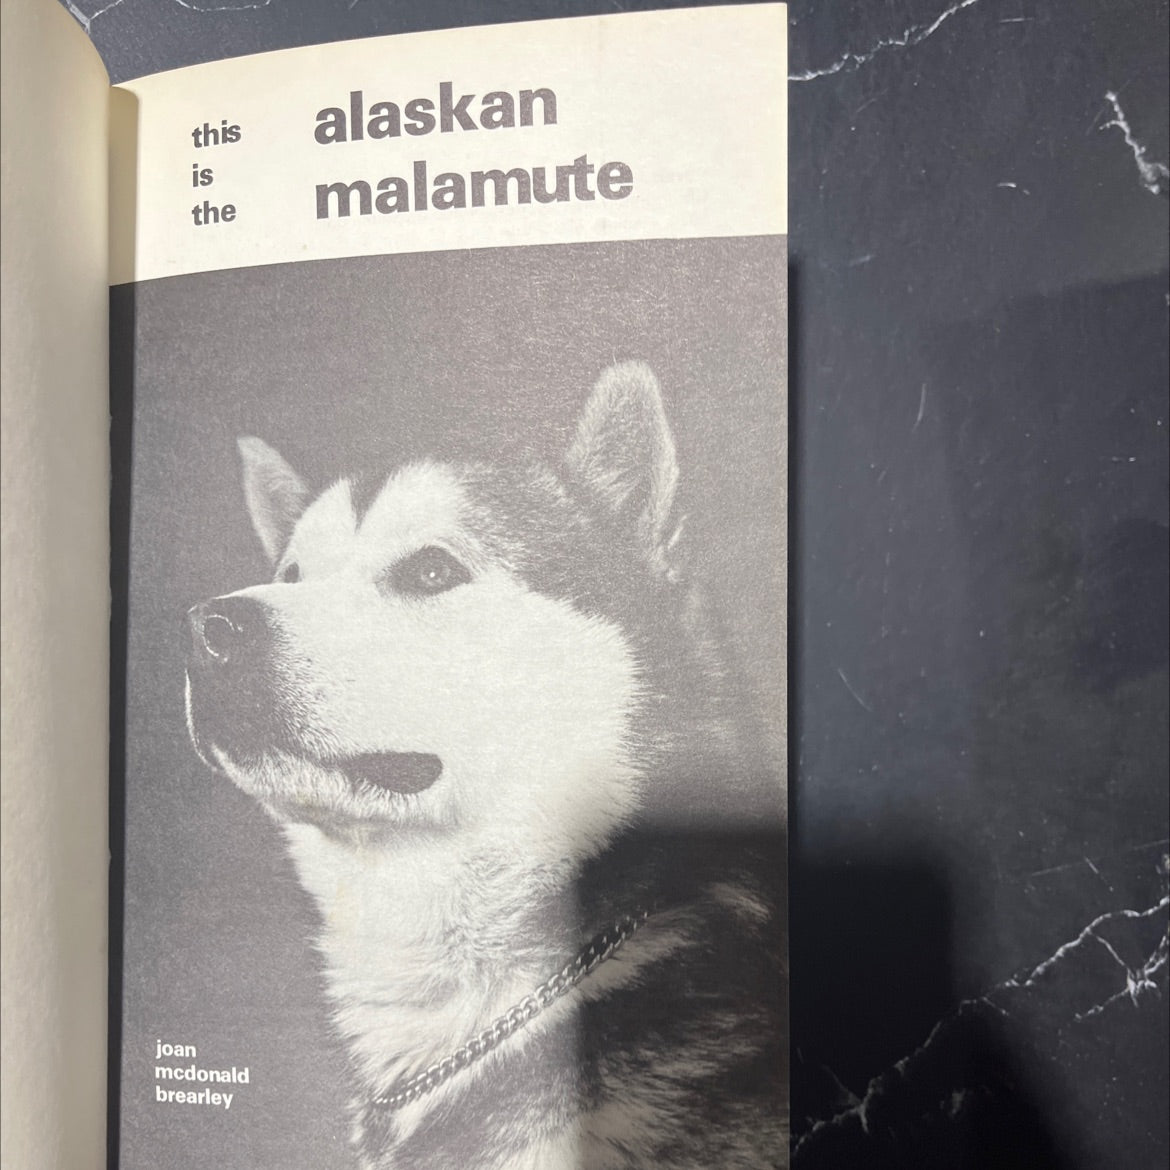 this
is
the
alaskan
malamute
joan
mcdonald
brearley